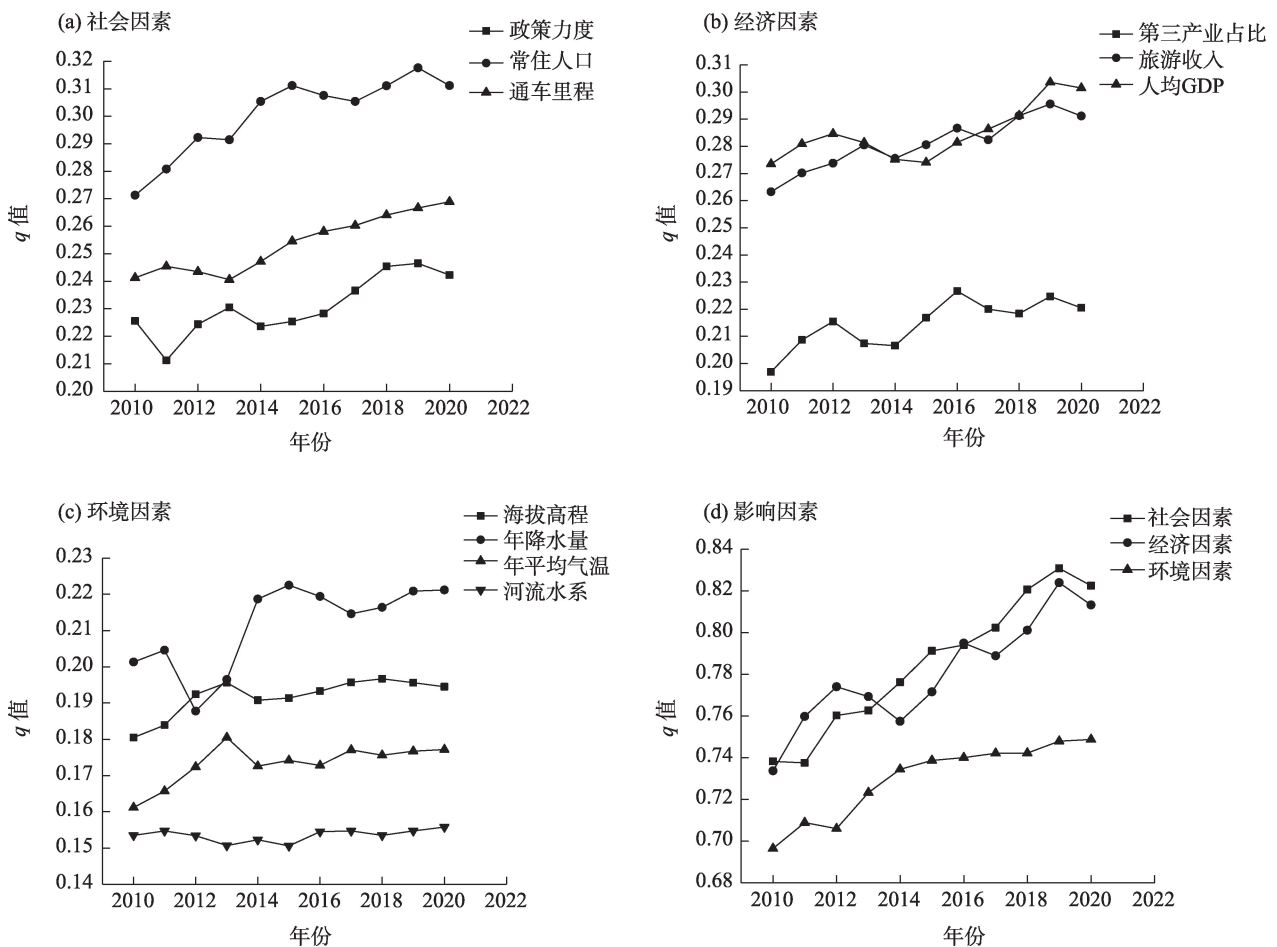 (a) 社会因素
政策力度
常住人口
通车里程
0.32
0.31
0.30
0.29
0.28
0.27
0.26
0.25
0.24
0.23
0.22
0.21
0.20
q 值
2010 2012 2014 2016 2018 2020 2022
年份
(b) 经济因素
第三产业占比
旅游收入
人均GDP
0.31
0.30
0.29
0.28
0.27
0.26
0.25
0.24
0.23
0.22
0.21
0.20
0.19
q 值
2010 2012 2014 2016 2018 2020 2022
年份
(c) 环境因素
海拔高程
年降水量
年平均气温
河流水系
0.23
0.22
0.21
0.20
0.19
0.18
0.17
0.16
0.15
0.14
q 值
2010 2012 2014 2016 2018 2020 2022
年份
(d) 影响因素
社会因素
经济因素
环境因素
0.84
0.82
0.80
0.78
0.76
0.74
0.72
0.70
0.68
q 值
2010 2012 2014 2016 2018 2020 2022
年份